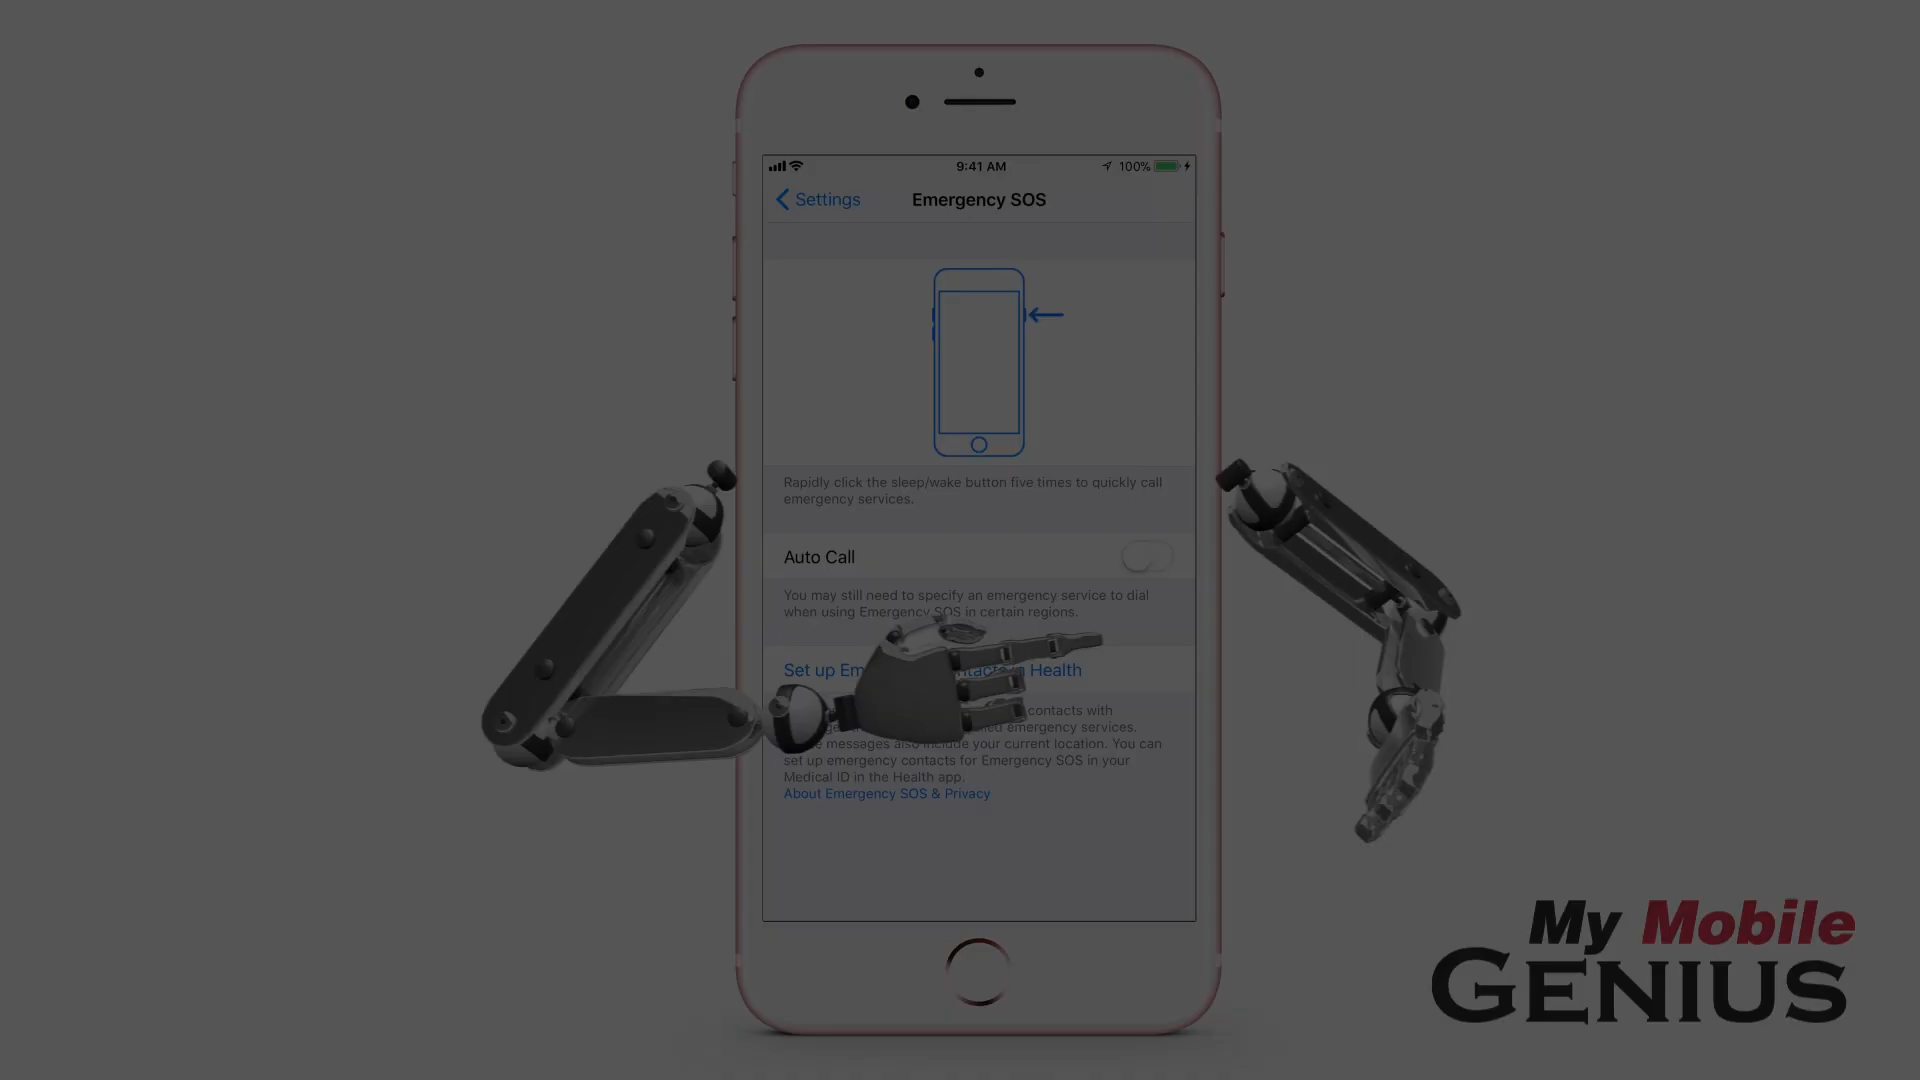 9:41 AM
100%
Settings
Emergency SOS
Rapidly click the sleep/wake button five times to quickly call
emergency services.
Auto Call
You may still need to specify an emergency service to dial
when using Emergency SOS in certain regions.
Set up Health
contacts with
emergency services.
messages also include your current location. You can
set up emergency contacts for Emergency SOS in your
Medical ID in the Health app.
About Emergency SOS & Privacy
My Mobile
GENIUS